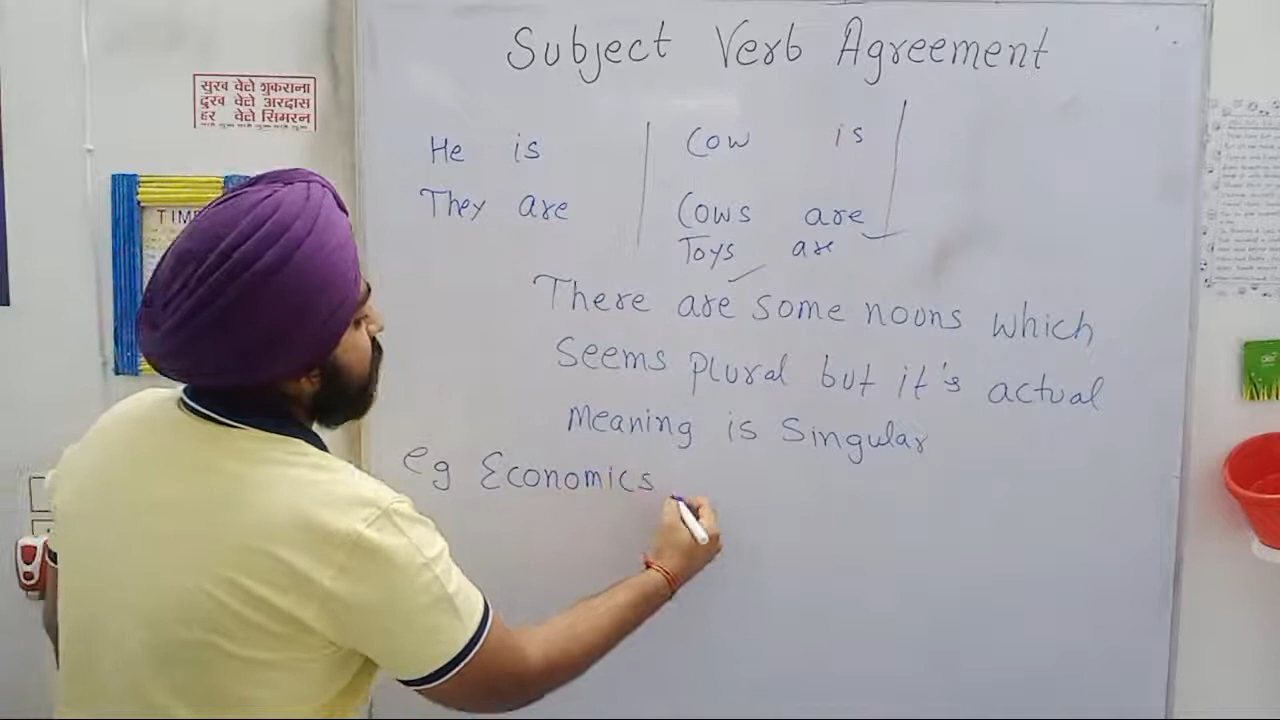 Subject Verb Agreement
सुख वेले शुकराना
दुख वेले अरदास
हर वेले सिमरन
He is
They are
Cow is
Cows are
Toys are
TIME
There are some nouns which
seems plural but it's actual
meaning is Singular
eg Economics